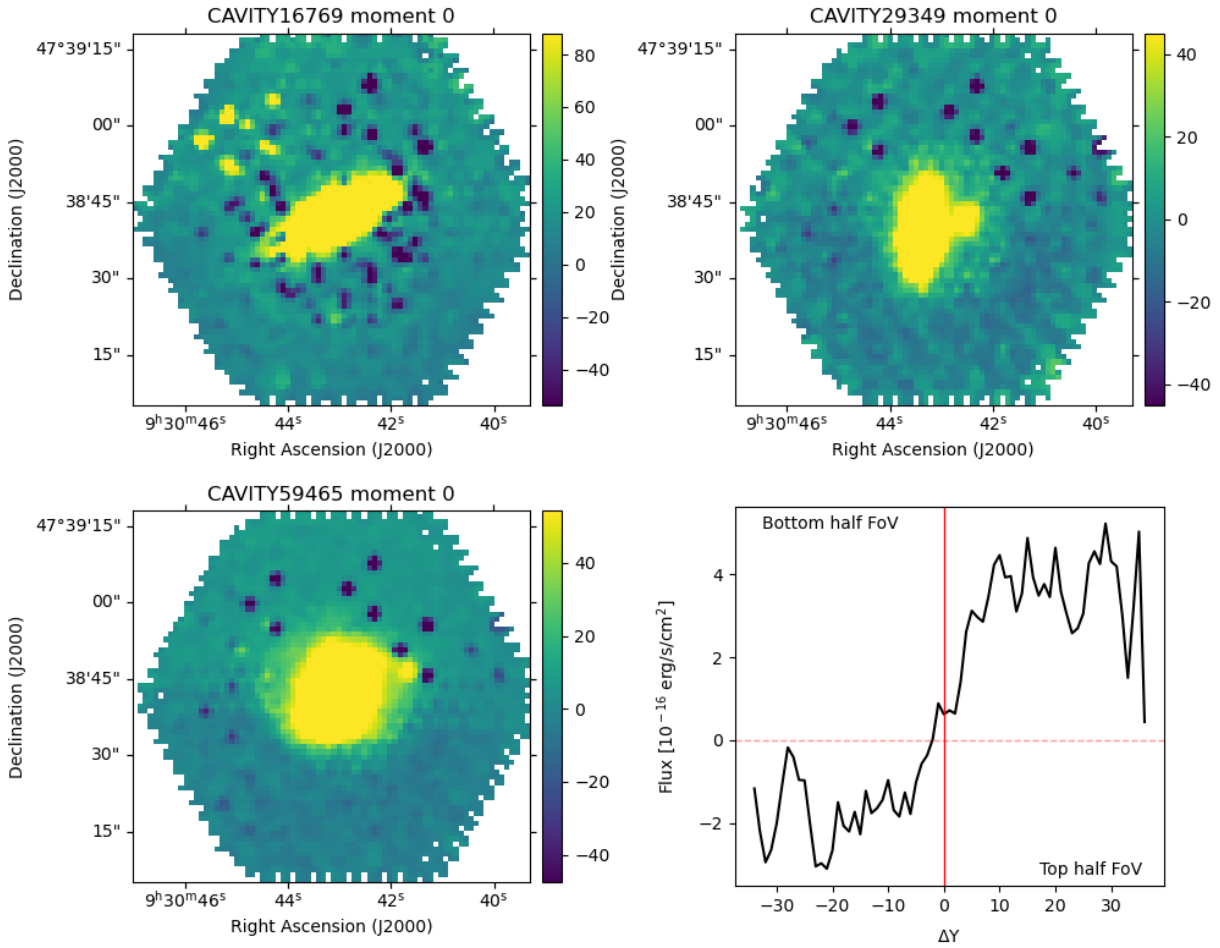 CAVITY16769 moment 0
47°39'15"
00"
38'45"
30"
15"
Declination (J2000)
9h30m46s
44s
42s
40s
Right Ascension (J2000)
80
60
40
20
0
−20
−40
CAVITY29349 moment 0
47°39'15"
00"
38'45"
30"
15"
Declination (J2000)
9h30m46s
44s
42s
40s
Right Ascension (J2000)
40
20
0
−20
−40
CAVITY59465 moment 0
47°39'15"
00"
38'45"
30"
15"
Declination (J2000)
9h30m46s
44s
42s
40s
Right Ascension (J2000)
40
20
0
−20
−40
Bottom half FoV
Top half FoV
Flux [10−16 erg/s/cm2]
4
2
0
−2
−30
−20
−10
0
10
20
30
ΔY